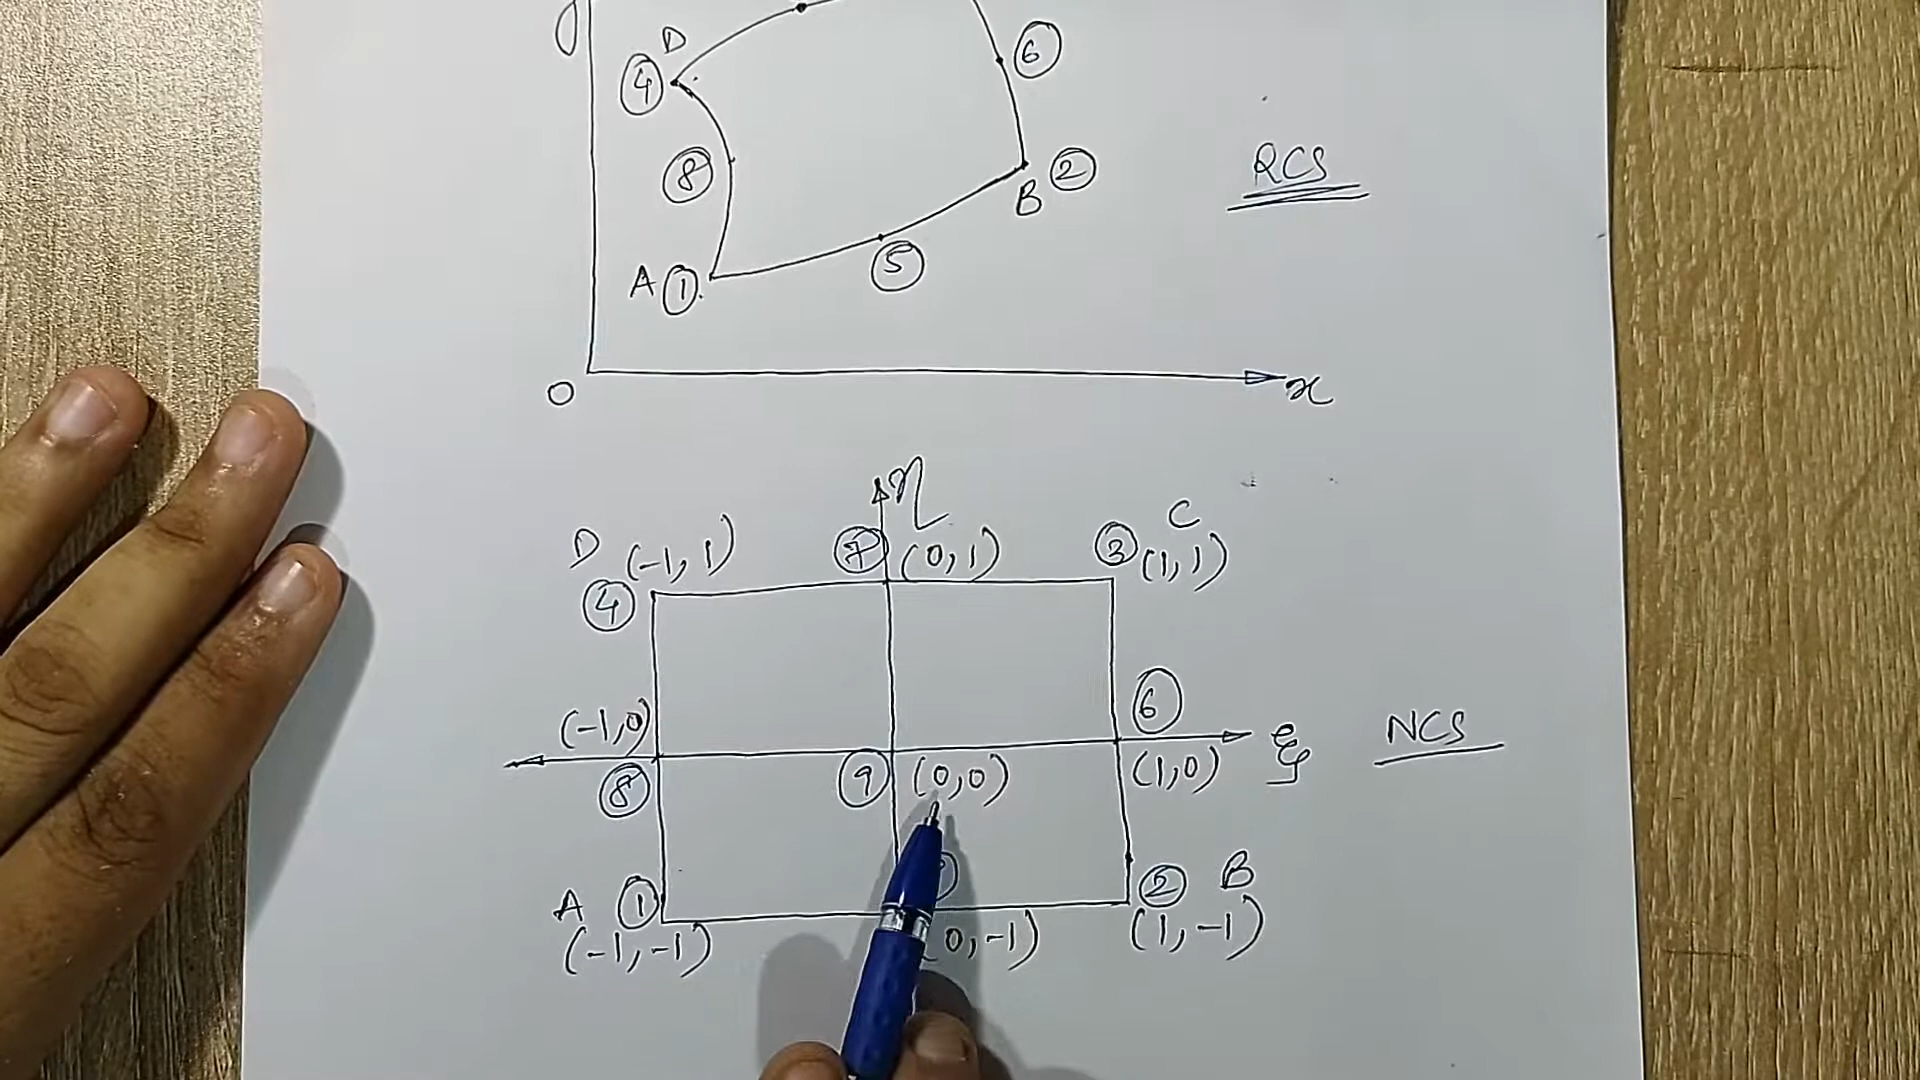 y
D
④
⑥
⑧
RCS
B ②
⑤
A ①
O
x
η
D (-1, 1)
⑦ (0, 1)
C
③ (1, 1)
④
⑥
(-1,0)
ξ
NCS
⑧
⑨ (0,0)
(1,0)
A ①
② B
(-1,-1)
(0,-1)
(1,-1)